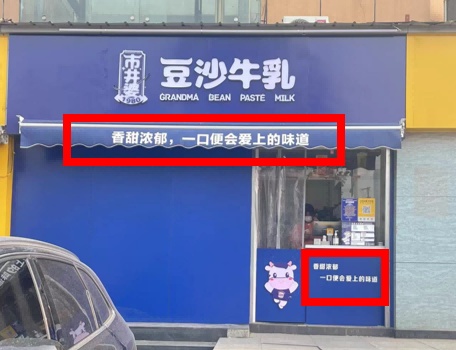 市井婆
1980
豆沙牛乳
GRANDMA BEAN PASTE MILK
香甜浓郁，一口便会爱上的味道
香甜浓郁
一口便会爱上的味道